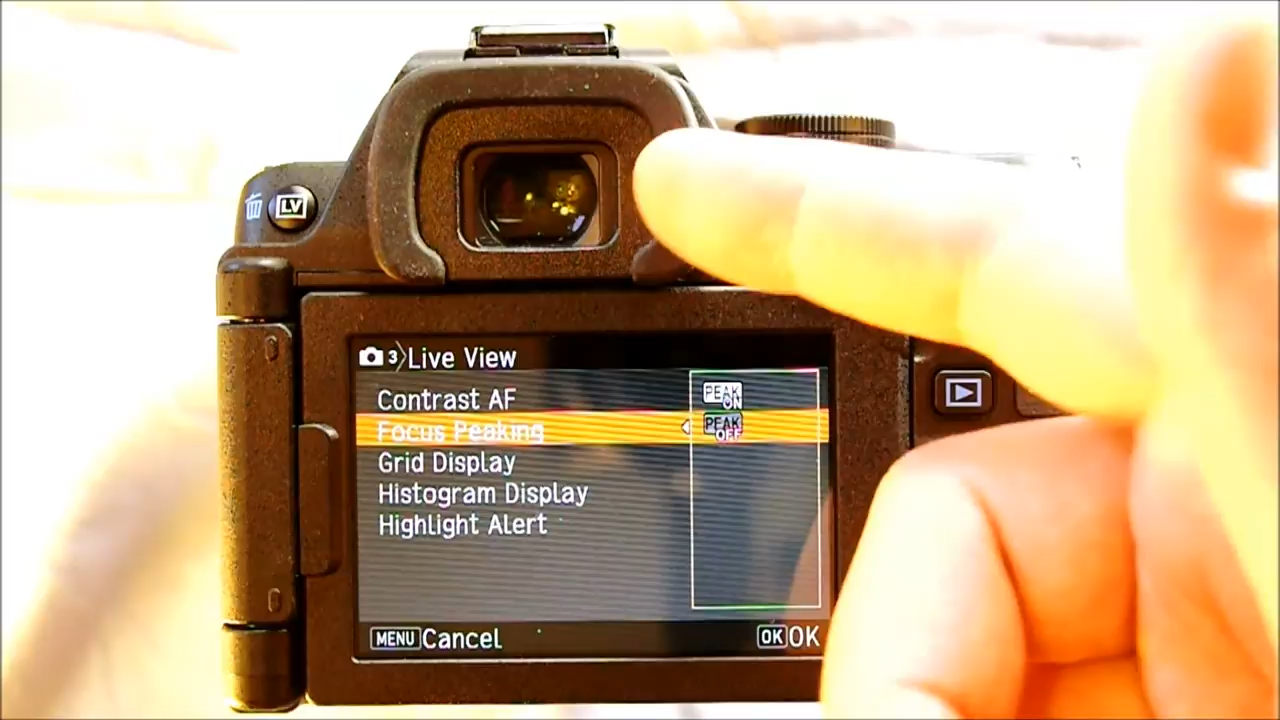 LV
3 Live View
Contrast AF PEAK ON
Focus Peaking PEAK OFF
Grid Display
Histogram Display
Highlight Alert
MENU Cancel OK OK